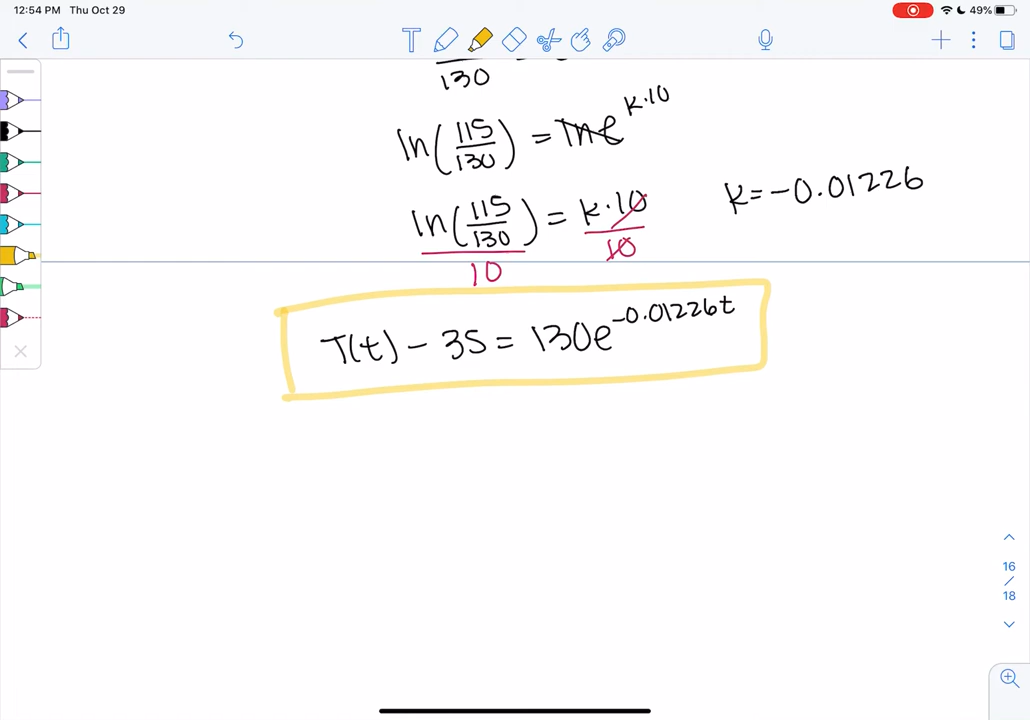 12:54 PM Thu Oct 29
49%
T
130
ln(115/130) = ln e^k·10
ln(115/130)/10 = k·10/10
k = -0.01226
T(t) - 35 = 130e^-0.01226t
16
/
18